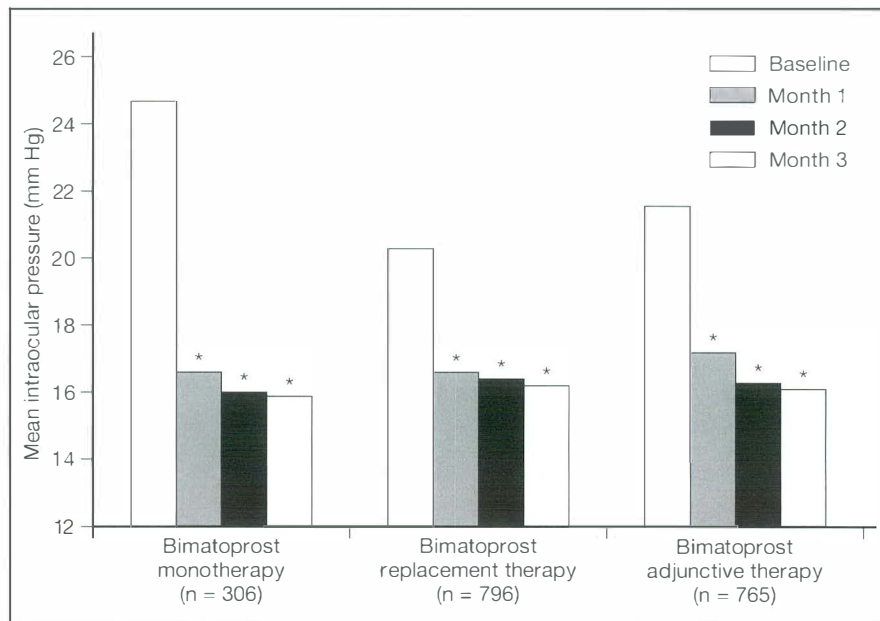 Mean intraocular pressure (mm Hg)
26
24
22
20
18
16
14
12
Baseline
Month 1
Month 2
Month 3
* * *
* * *
* * *
Bimatoprost
monotherapy
(n = 306)
Bimatoprost
replacement therapy
(n = 796)
Bimatoprost
adjunctive therapy
(n = 765)